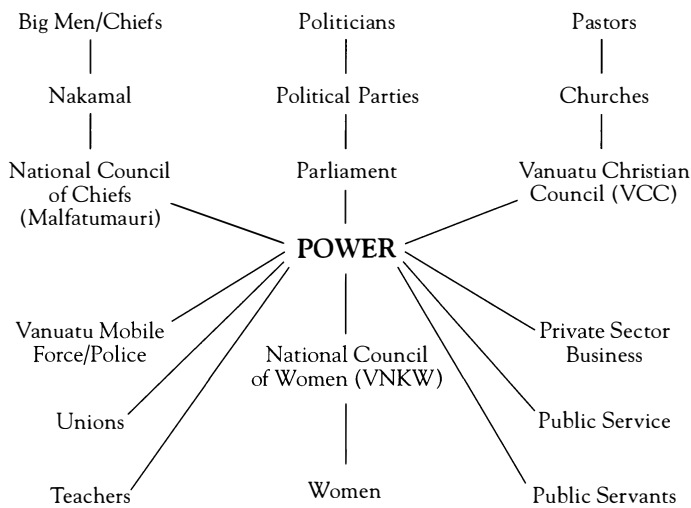 Big Men/Chiefs
Politicians
Pastors
Nakamal
Political Parties
Churches
National Council
of Chiefs
(Malfatumauri)
Parliament
Vanuatu Christian
Council (VCC)
POWER
Vanuatu Mobile
Force/Police
National Council
of Women (VNKW)
Private Sector
Business
Unions
Public Service
Teachers
Women
Public Servants